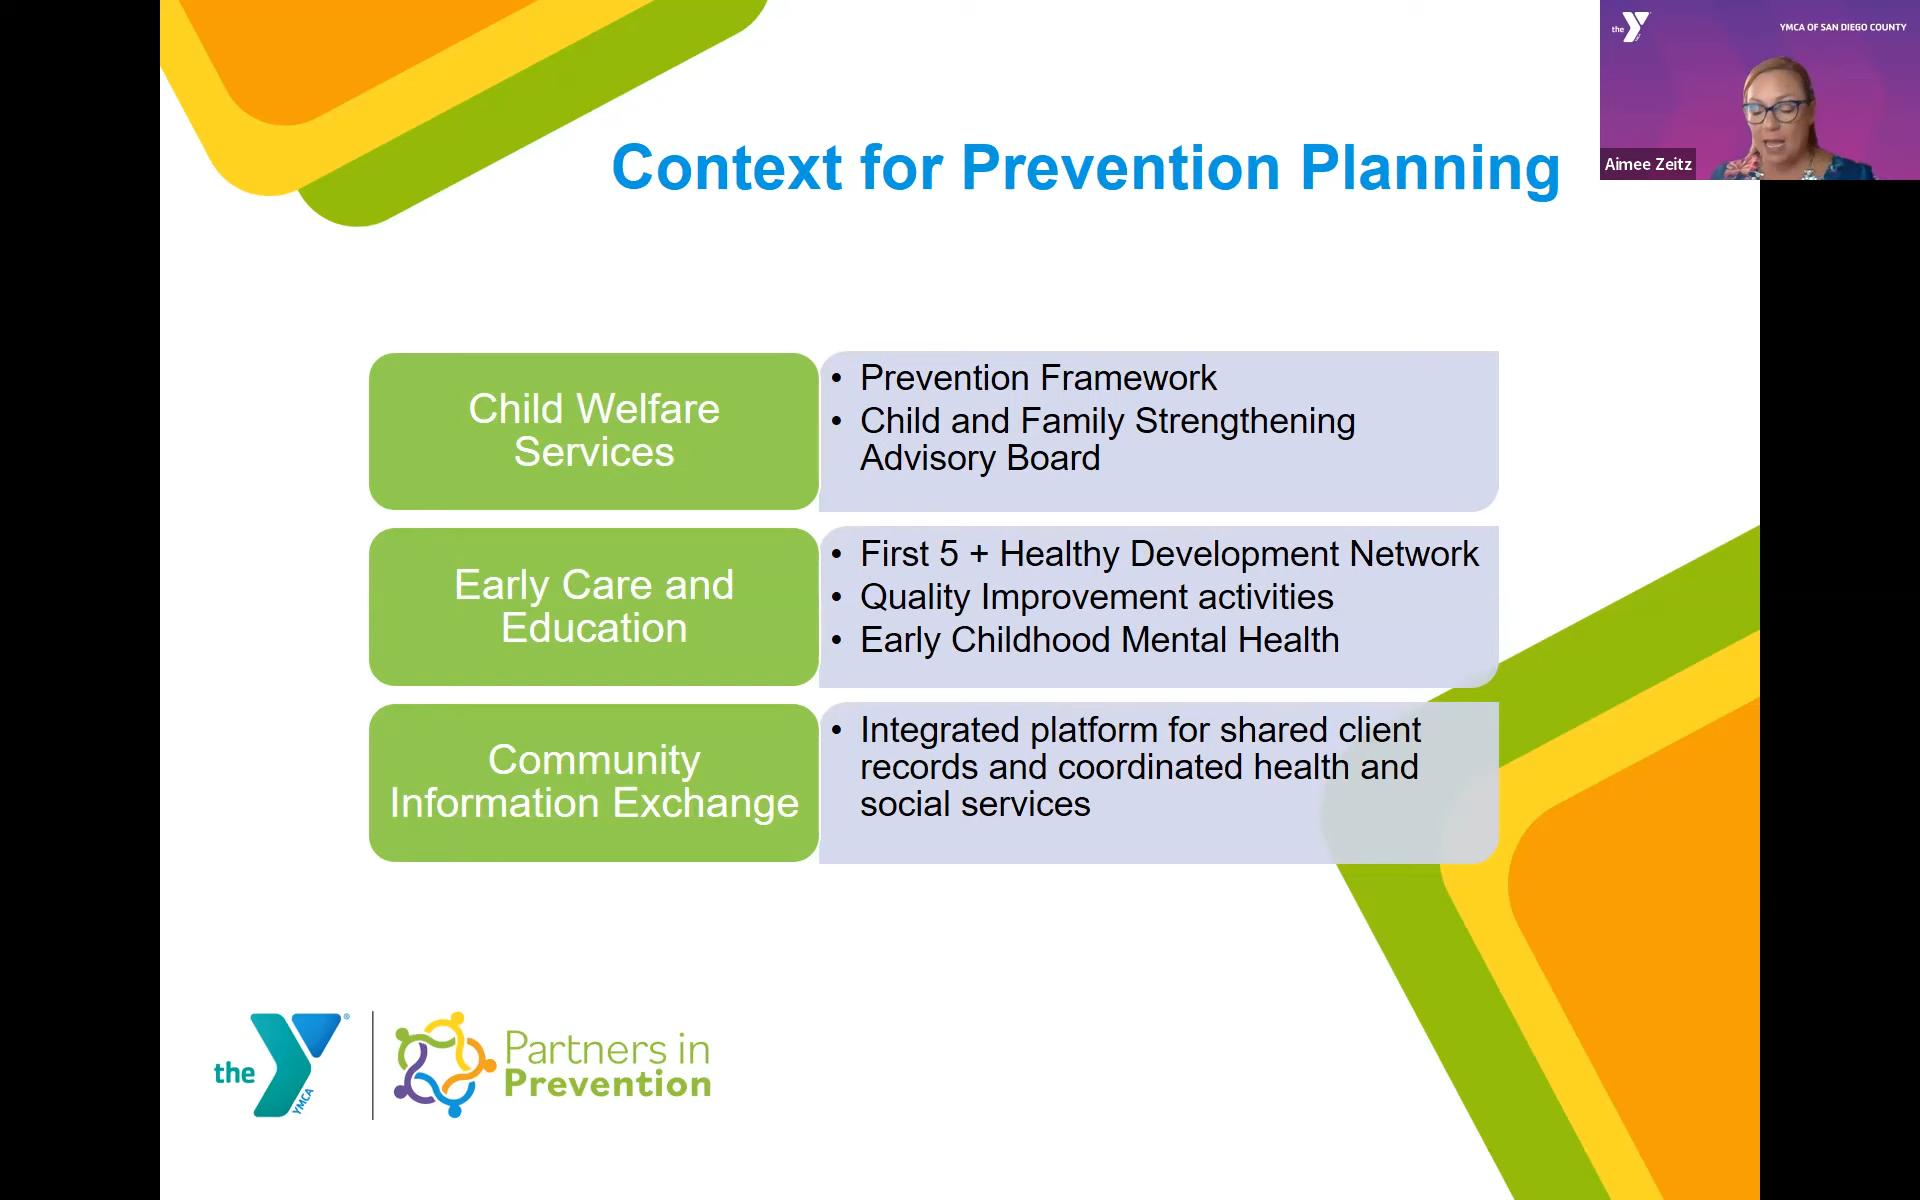 the
YMCA OF SAN DIEGO COUNTY
Aimee Zeitz
Context for Prevention Planning
Child Welfare
Services
• Prevention Framework
• Child and Family Strengthening
Advisory Board
Early Care and
Education
• First 5 + Healthy Development Network
• Quality Improvement activities
• Early Childhood Mental Health
Community
Information Exchange
• Integrated platform for shared client
records and coordinated health and
social services
the
YMCA
®
Partners in
Prevention